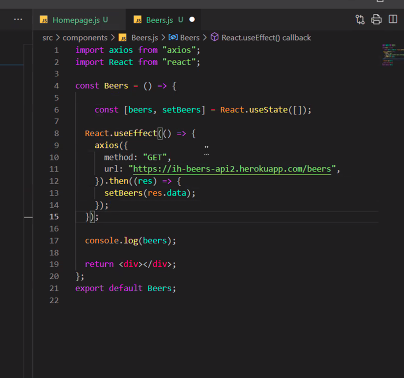 Homepage.js U
Beers.js U
src > components > Beers.js > Beers > React.useEffect() callback
1 import axios from "axios";
2 import React from "react";
3
4 const Beers = () => {
5
6 const [beers, setBeers] = React.useState([]);
7
8 React.useEffect(() => {
9 axios({
10 method: "GET",
11 url: "https://ih-beers-api2.herokuapp.com/beers",
12 }).then((res) => {
13 setBeers(res.data);
14 });
15 });
16
17 console.log(beers);
18
19 return <div></div>;
20 };
21 export default Beers;
22